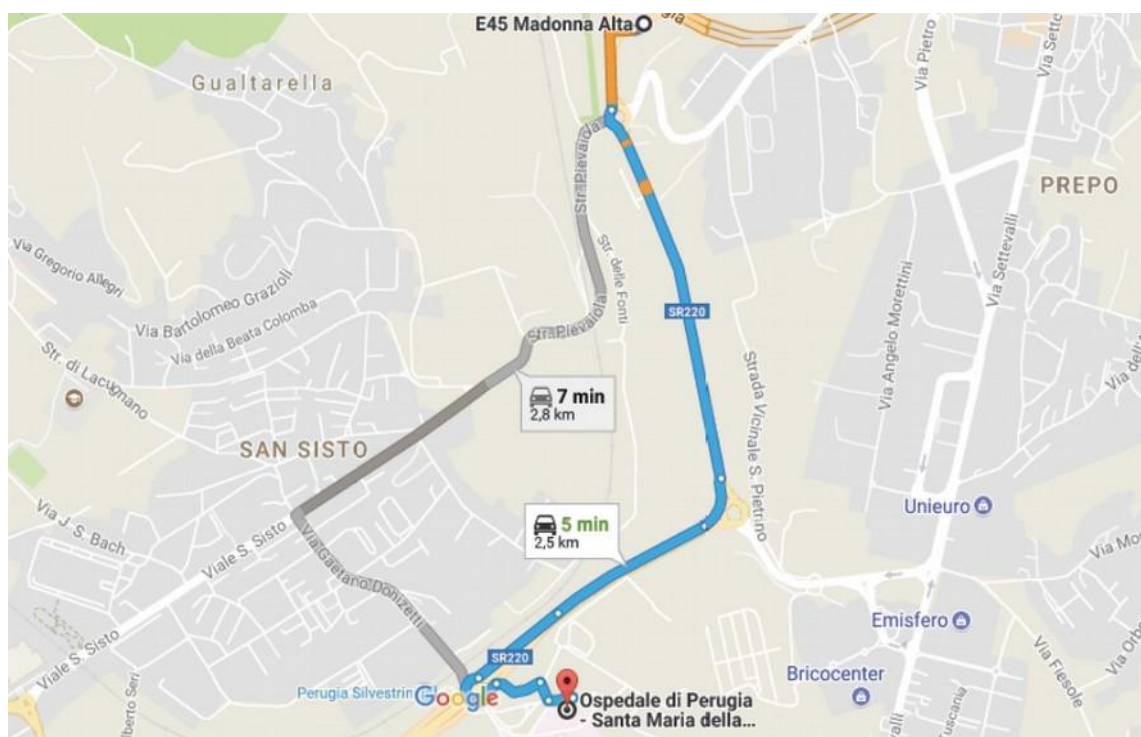 E45 Madonna Alta
Gualtarella
Via Pietro
Via Settevalli
PREPO
Str. Pievaiola
Via Gregorio Allegri
Via Bartolomeo Grazioli
Via della Beata Colomba
Str. di Lacugnano
Str. Pievaiola
Str. delle Fonti
SR220
Strada Vicinale S. Pietrino
Via Angelo Morettini
Via Settevalli
7 min
2,8 km
SAN SISTO
Unieuro
Via J. S. Bach
Viale S. Sisto
5 min
2,5 km
Via Gaetano Donizetti
Emisfero
Viale S. Sisto
SR220
Bricocenter
Via Fiesole
Google
Ospedale di Perugia
- Santa Maria della...